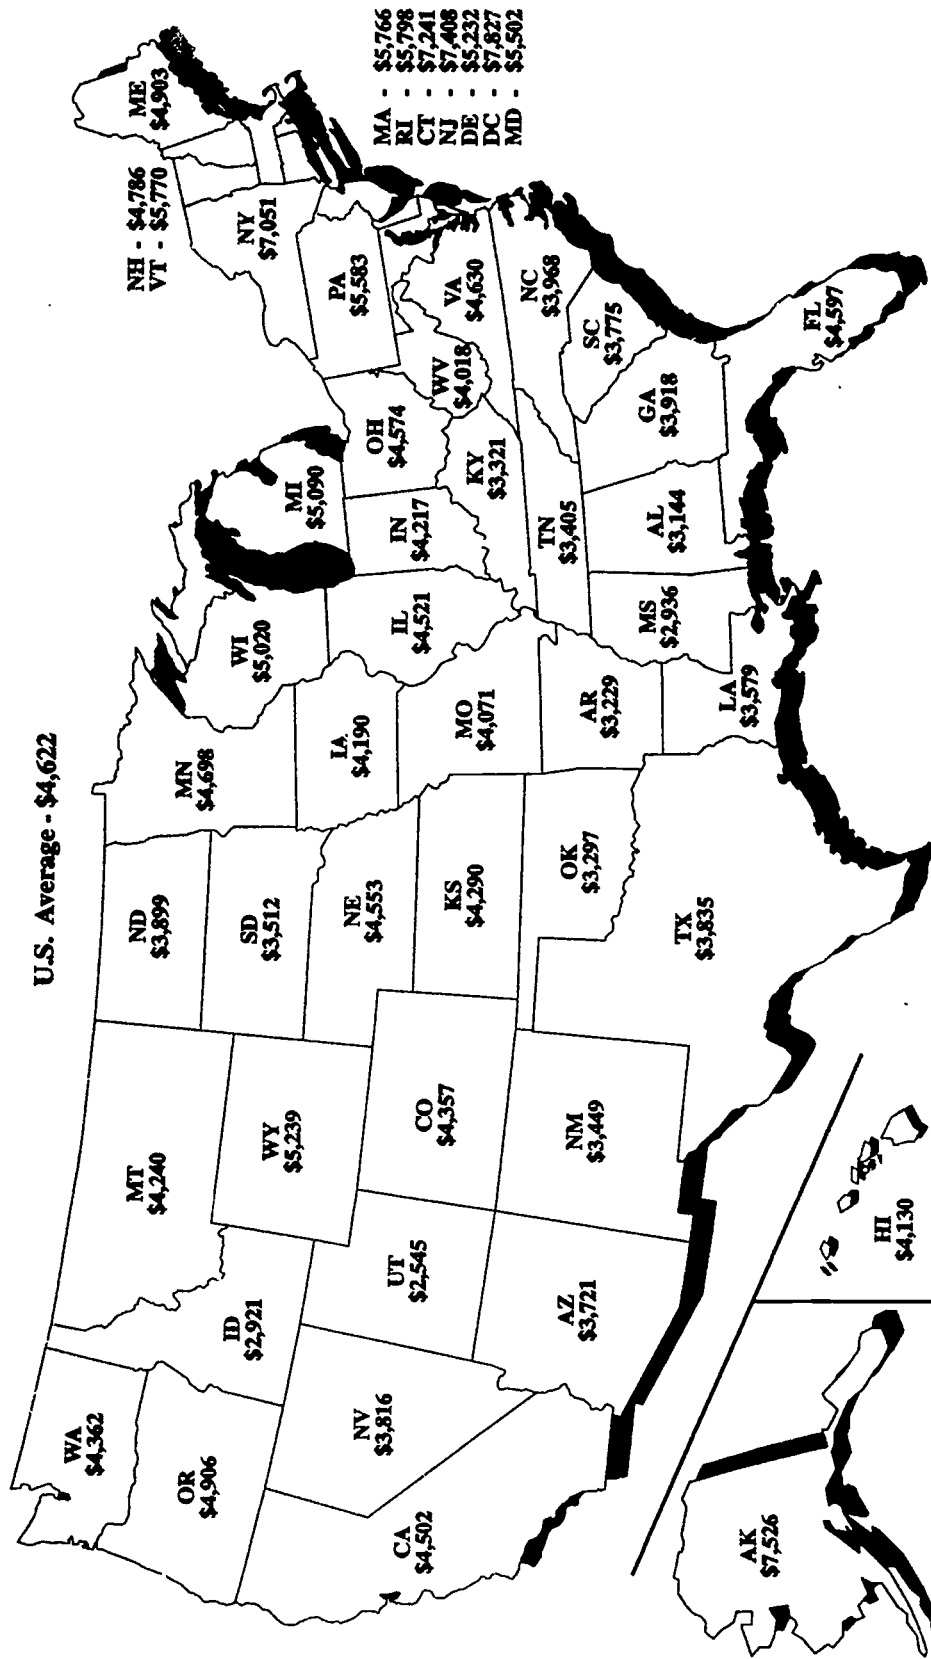 U.S. Average - $4,622
WA
$4,362
OR
$4,906
CA
$4,502
NV
$3,816
ID
$2,921
MT
$4,240
WY
$5,239
UT
$2,545
AZ
$3,721
CO
$4,357
NM
$3,449
ND
$3,899
SD
$3,512
NE
$4,553
KS
$4,290
OK
$3,297
TX
$3,835
MN
$4,698
IA
$4,190
MO
$4,071
AR
$3,229
LA
$3,579
WI
$5,020
IL
$4,521
MS
$2,936
MI
$5,090
IN
$4,217
OH
$4,574
KY
$3,321
TN
$3,405
AL
$3,144
GA
$3,918
FL
$4,597
SC
$3,775
NC
$3,968
WV
$4,018
VA
$4,630
PA
$5,583
NY
$7,051
NH - $4,786
VT - $5,770
ME
$4,903
MA - $5,766
RI - $5,798
CT - $7,241
NJ - $7,408
DE - $5,232
DC - $7,827
MD - $5,502
AK
$7,526
HI
$4,130